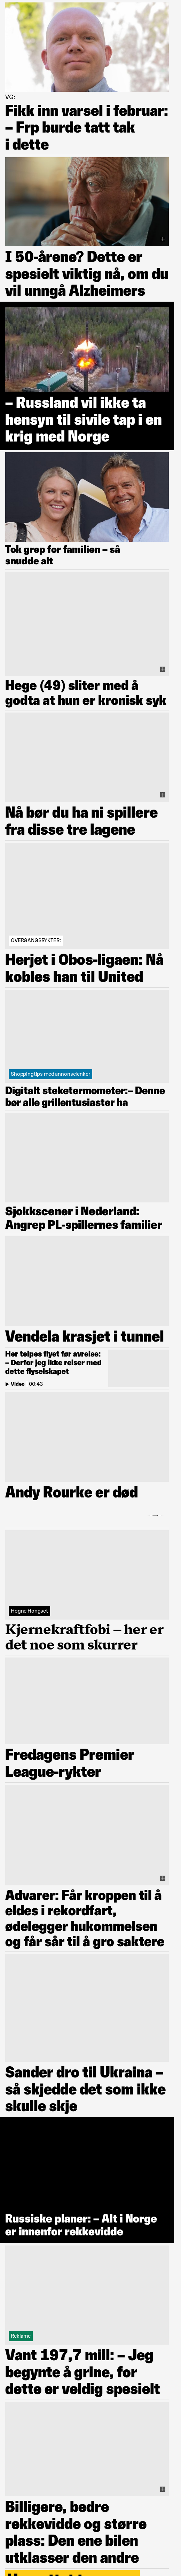 VG:
Fikk inn varsel i februar:
– Frp burde tatt tak
i dette
I 50-årene? Dette er
spesielt viktig nå, om du
vil unngå Alzheimers
– Russland vil ikke ta
hensyn til sivile tap i en
krig med Norge
Tok grep for familien – så
snudde alt
Hege (49) sliter med å
godta at hun er kronisk syk
Nå bør du ha ni spillere
fra disse tre lagene
OVERGANGSRYKTER:
Herjet i Obos-ligaen: Nå
kobles han til United
Shoppingtips med annonselenker
Digitalt steketermometer:– Denne
bør alle grillentusiaster ha
Sjokkscener i Nederland:
Angrep PL-spillernes familier
Vendela krasjet i tunnel
Her teipes flyet før avreise:
– Derfor jeg ikke reiser med
dette flyselskapet
Video | 00:43
Andy Rourke er død
Hogne Hongset
Kjernekraftfobi – her er
det noe som skurrer
Fredagens Premier
League-rykter
Advarer: Får kroppen til å
eldes i rekordfart,
ødelegger hukommelsen
og får sår til å gro saktere
Sander dro til Ukraina –
så skjedde det som ikke
skulle skje
Russiske planer: – Alt i Norge
er innenfor rekkevidde
Reklame
Vant 197,7 mill: – Jeg
begynte å grine, for
dette er veldig spesielt
Billigere, bedre
rekkevidde og større
plass: Den ene bilen
utklasser den andre